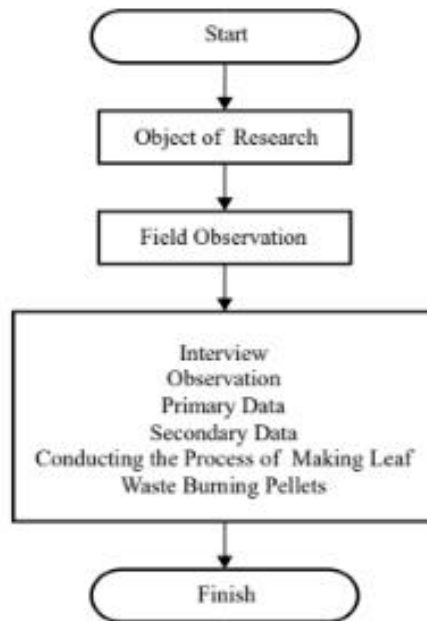 Start
Object of Research
Field Observation
Interview
Observation
Primary Data
Secondary Data
Conducting the Process of Making Leaf
Waste Burning Pellets
Finish